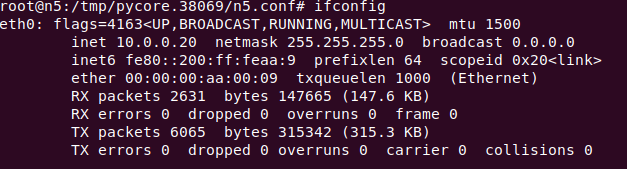 root@n5:/tmp/pycore.38069/n5.conf# ifconfig
eth0: flags=4163<UP,BROADCAST,RUNNING,MULTICAST>  mtu 1500
        inet 10.0.0.20  netmask 255.255.255.0  broadcast 0.0.0.0
        inet6 fe80::200:ff:feaa:9  prefixlen 64  scopeid 0x20<link>
        ether 00:00:00:aa:00:09  txqueuelen 1000  (Ethernet)
        RX packets 2631  bytes 147665 (147.6 KB)
        RX errors 0  dropped 0  overruns 0  frame 0
        TX packets 6065  bytes 315342 (315.3 KB)
        TX errors 0  dropped 0 overruns 0  carrier 0  collisions 0